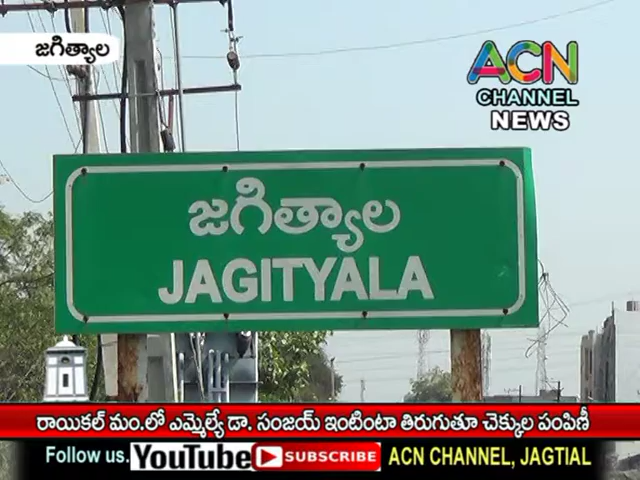 జగిత్యాల
ACN
CHANNEL
NEWS
జగిత్యాల
JAGITYALA
రాయికల్ మం.లో ఎమ్మెల్యే డా. సంజయ్ ఇంటింటా తిరుగుతూ చెక్కుల పంపిణీ
Follow us. YouTube SUBSCRIBE ACN CHANNEL, JAGTIAL